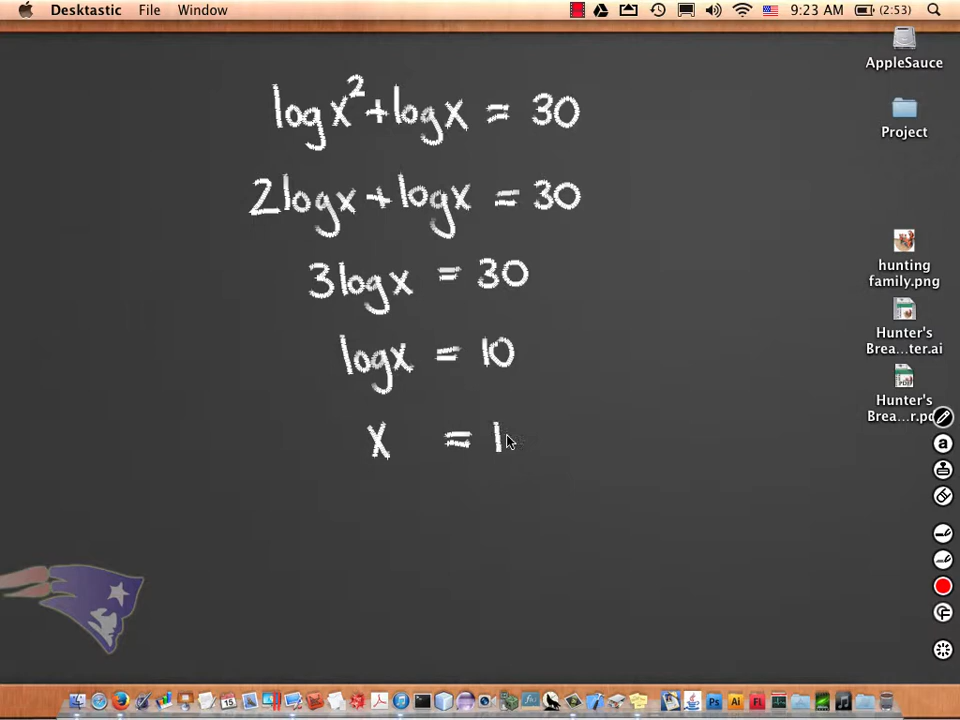 Desktastic File Window 9:23 AM (2:53)
AppleSauce
Project
log x² + log x = 30
2 log x + log x = 30
3 log x = 30
log x = 10
x = 1
hunting
family.png
Hunter's
Brea...ter.ai
Hunter's
Brea...r.pd
a